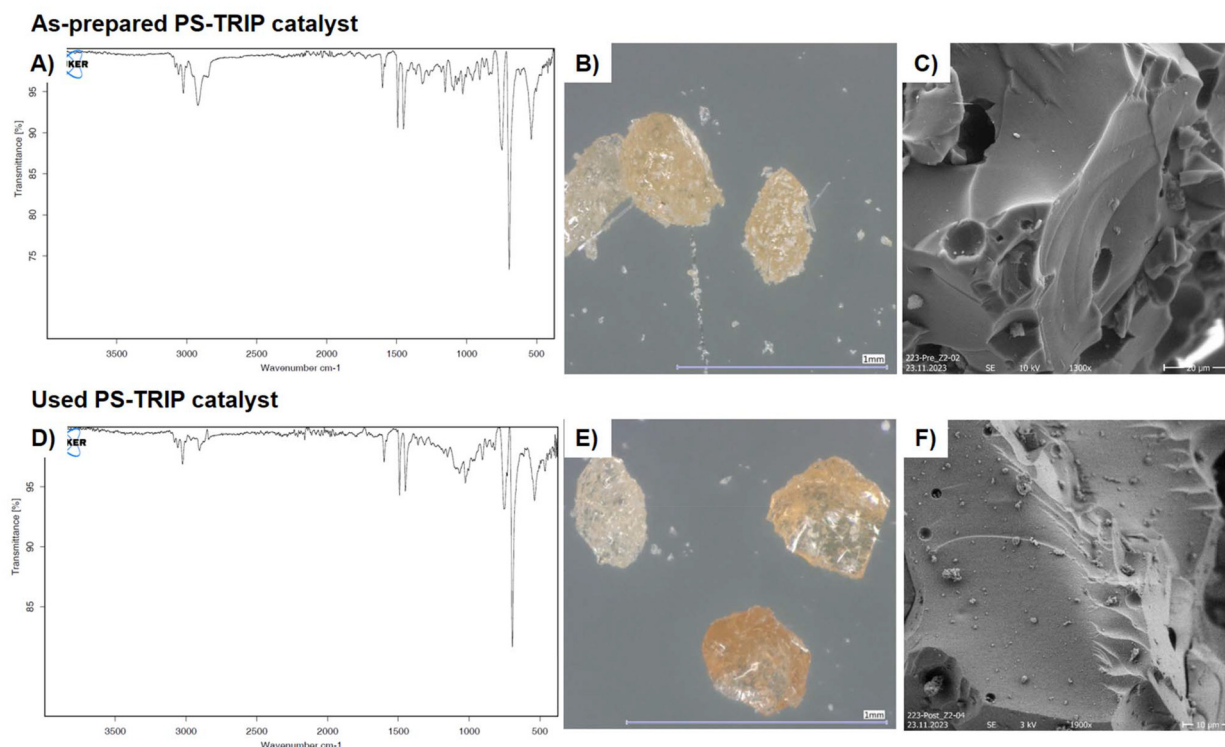 As-prepared PS-TRIP catalyst
A)
KER
Transmittance [%]
95
90
85
80
75
3500
3000
2500
2000
1500
1000
500
Wavenumber cm-1
B)
1mm
C)
223-Pre_Z2-02
23.11.2023 SE 10 kV 1300x 20 µm
Used PS-TRIP catalyst
D)
KER
Transmittance [%]
95
90
85
3500
3000
2500
2000
1500
1000
500
Wavenumber cm-1
E)
1mm
F)
223-Post_Z2-04
23.11.2023 SE 3 kV 1900x 10 µm